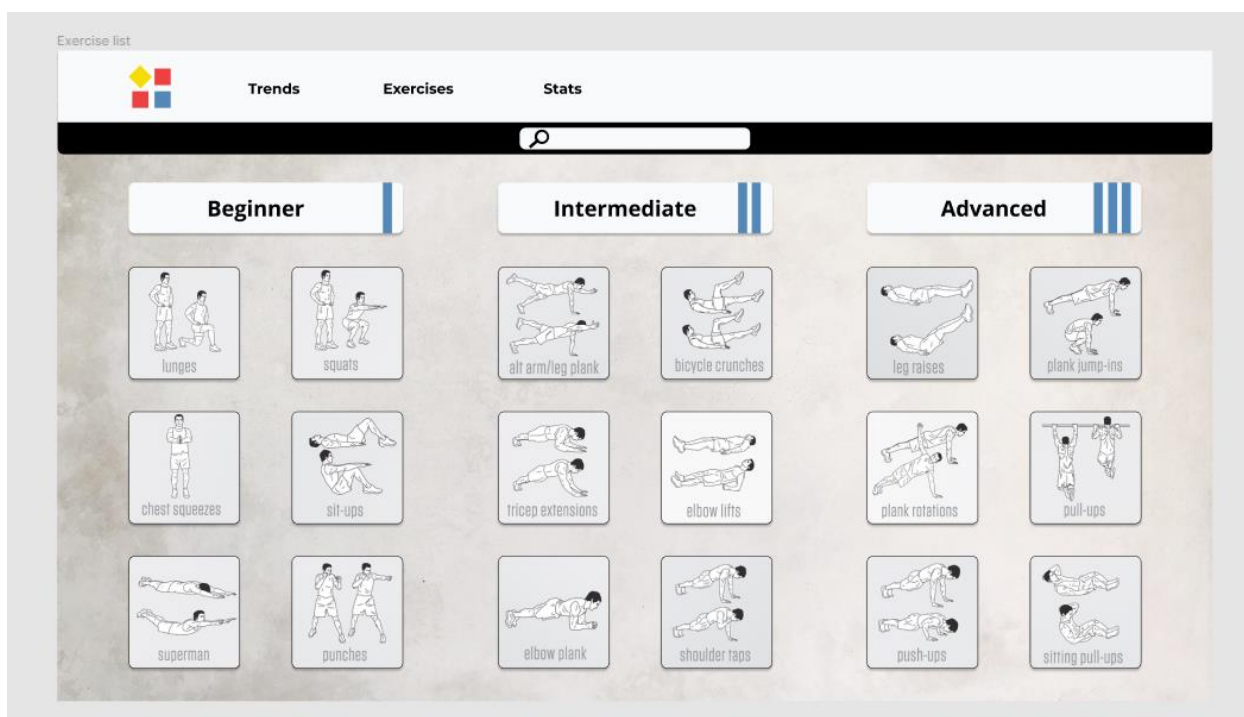 Exercise list
Trends Exercises Stats
Beginner Intermediate Advanced
lunges squats alt arm/leg plank bicycle crunches leg raises plank jump-ins
chest squeezes sit-ups tricep extensions elbow lifts plank rotations pull-ups
superman punches elbow plank shoulder taps push-ups sitting pull-ups